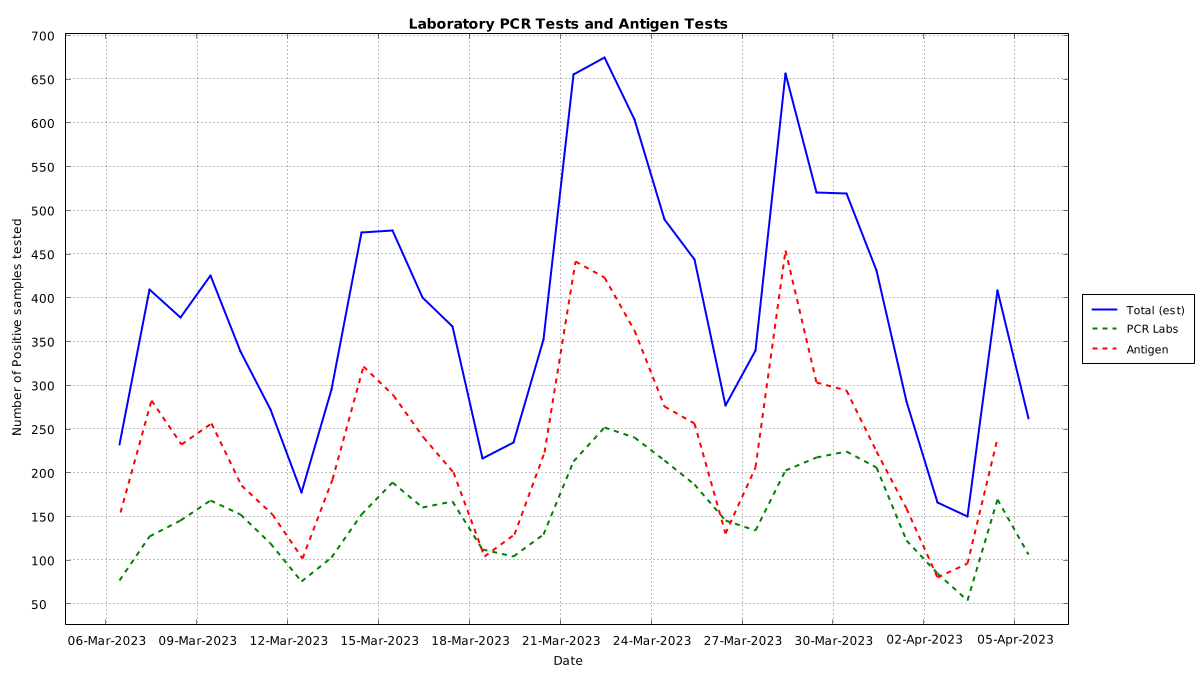 Laboratory PCR Tests and Antigen Tests
700
650
600
550
500
450
400
350
300
250
200
150
100
50
Number of Positive samples tested
06-Mar-2023 09-Mar-2023 12-Mar-2023 15-Mar-2023 18-Mar-2023 21-Mar-2023 24-Mar-2023 27-Mar-2023 30-Mar-2023 02-Apr-2023 05-Apr-2023
Date
Total (est)
PCR Labs
Antigen